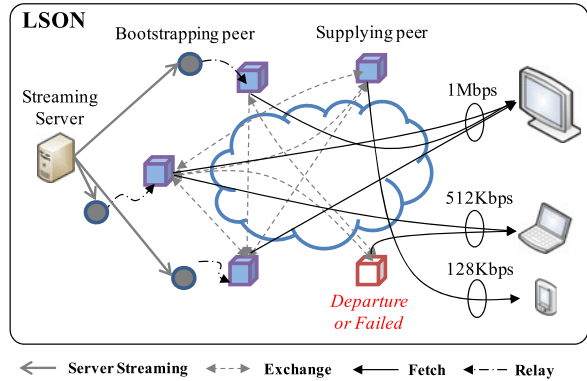 LSON
Bootstrapping peer
Supplying peer
Streaming
Server
1Mbps
512Kbps
128Kbps
Departure
or Failed
Server Streaming
Exchange
Fetch
Relay